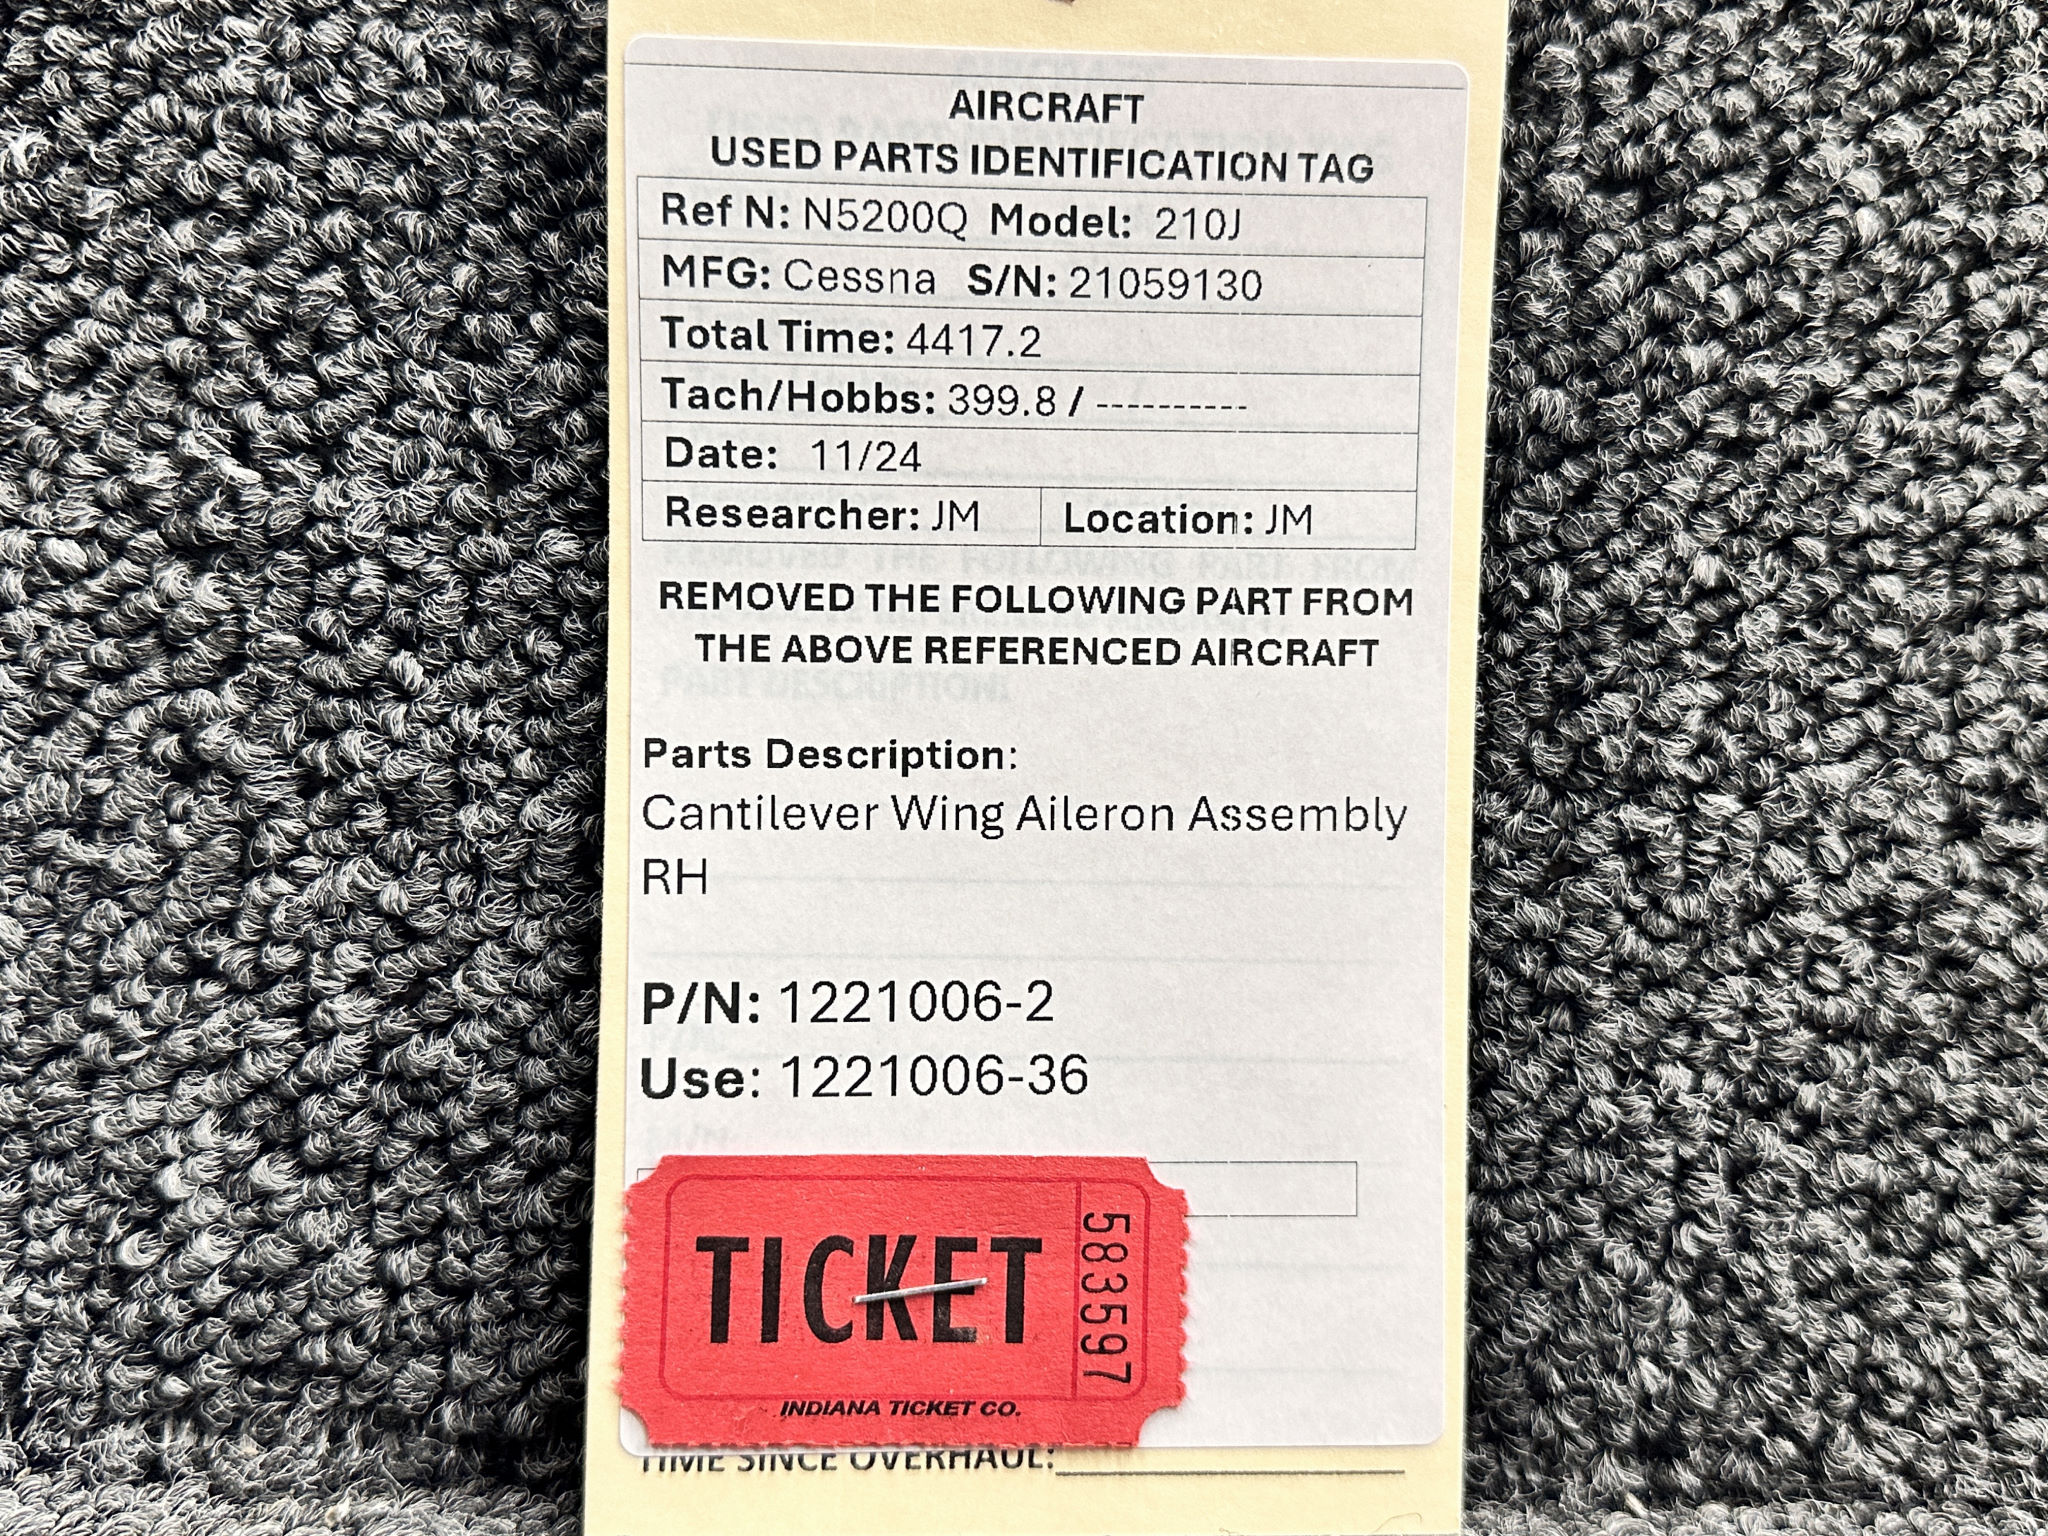 AIRCRAFT
USED PARTS IDENTIFICATION TAG
Ref N: N5200Q Model: 210J
MFG: Cessna S/N: 21059130
Total Time: 4417.2
Tach/Hobbs: 399.8 / ----------
Date: 11/24
Researcher: JM Location: JM
REMOVED THE FOLLOWING PART FROM
THE ABOVE REFERENCED AIRCRAFT
Parts Description:
Cantilever Wing Aileron Assembly
RH
P/N: 1221006-2
Use: 1221006-36
TICKET
583597
INDIANA TICKET CO.
TIME SINCE OVERHAUL: